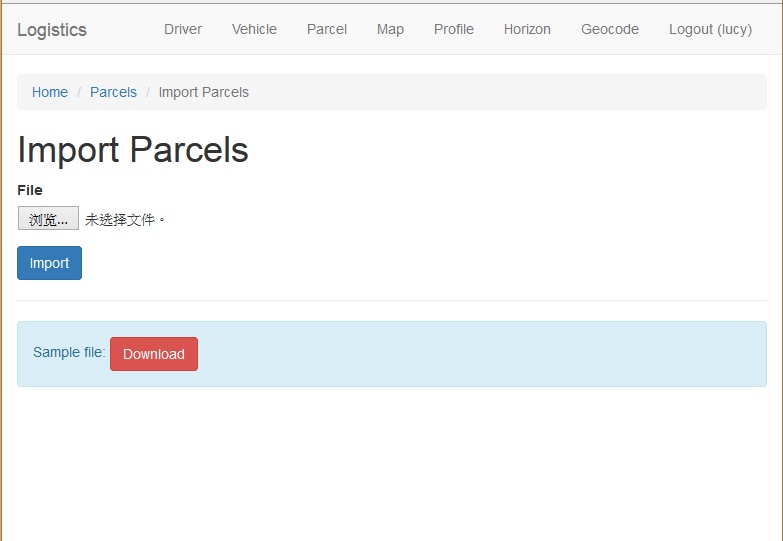 Logistics Driver Vehicle Parcel Map Profile Horizon Geocode Logout (lucy)
Home / Parcels / Import Parcels
Import Parcels
File
浏览... 未选择文件。
Import
Sample file: Download